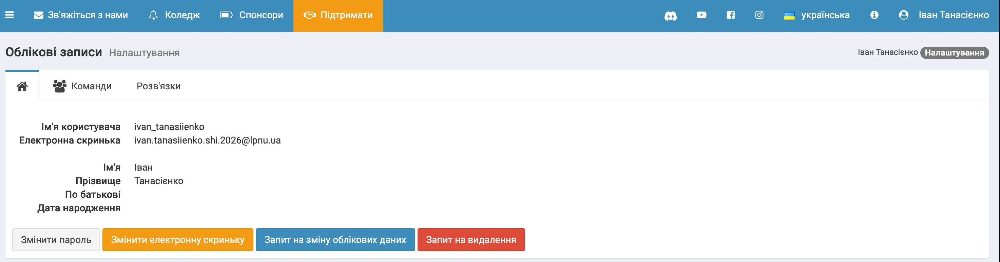 Зв'яжіться з нами Коледж Спонсори Підтримати українська Іван Танасієнко
Облікові записи Налаштування Іван Танасієнко Налаштування
Команди Розв'язки
Ім'я користувача ivan_tanasiienko
Електронна скринька ivan.tanasiienko.shi.2026@lpnu.ua
Ім'я Іван
Прізвище Танасієнко
По батькові
Дата народження
Змінити пароль Змінити електронну скриньку Запит на зміну облікових даних Запит на видалення